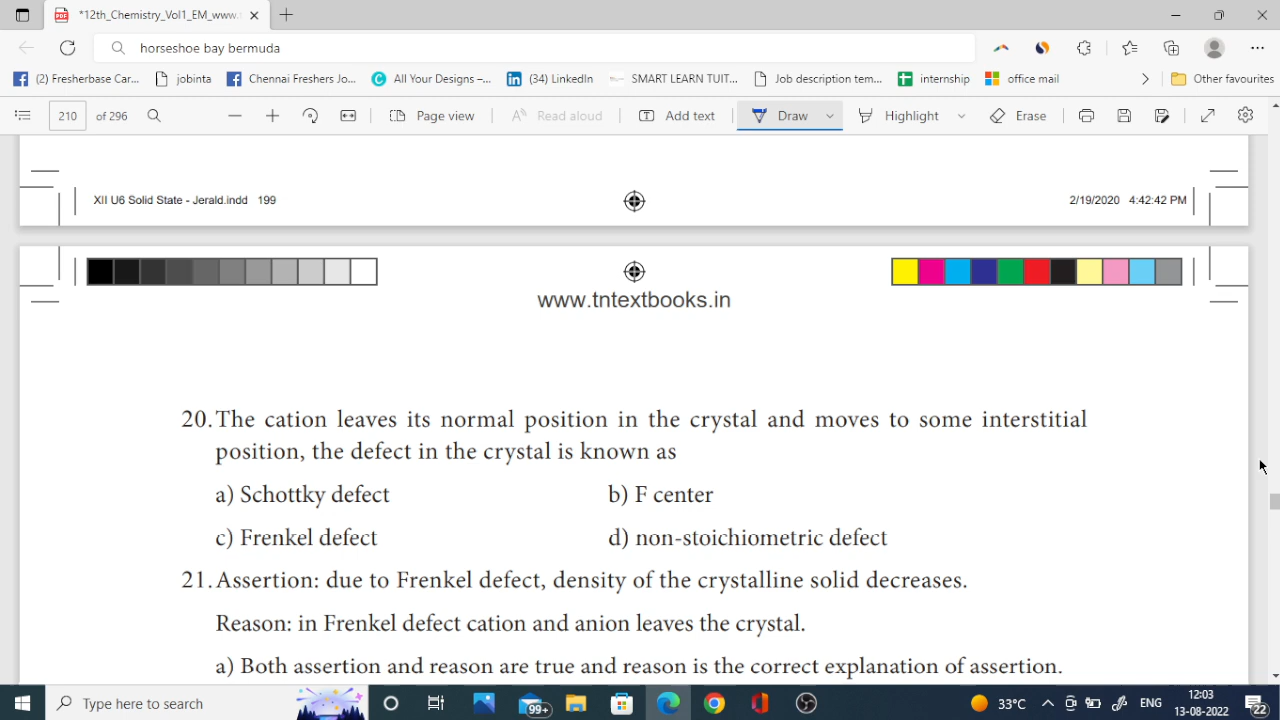 *12th_Chemistry_Vol1_EM_www.
horseshoe bay bermuda
(2) Fresherbase Car...
jobinta
Chennai Freshers Jo...
All Your Designs –...
(34) LinkedIn
SMART LEARN TUIT...
Job description tem...
internship
office mail
Other favourites
210 of 296
Page view
Read aloud
Add text
Draw
Highlight
Erase
XII U6 Solid State - Jerald.indd 199
2/19/2020 4:42:42 PM
www.tntextbooks.in
20. The cation leaves its normal position in the crystal and moves to some interstitial
position, the defect in the crystal is known as
a) Schottky defect b) F center
c) Frenkel defect d) non-stoichiometric defect
21. Assertion: due to Frenkel defect, density of the crystalline solid decreases.
Reason: in Frenkel defect cation and anion leaves the crystal.
a) Both assertion and reason are true and reason is the correct explanation of assertion.
Type here to search
99+
33°C
ENG
12:03
13-08-2022
22